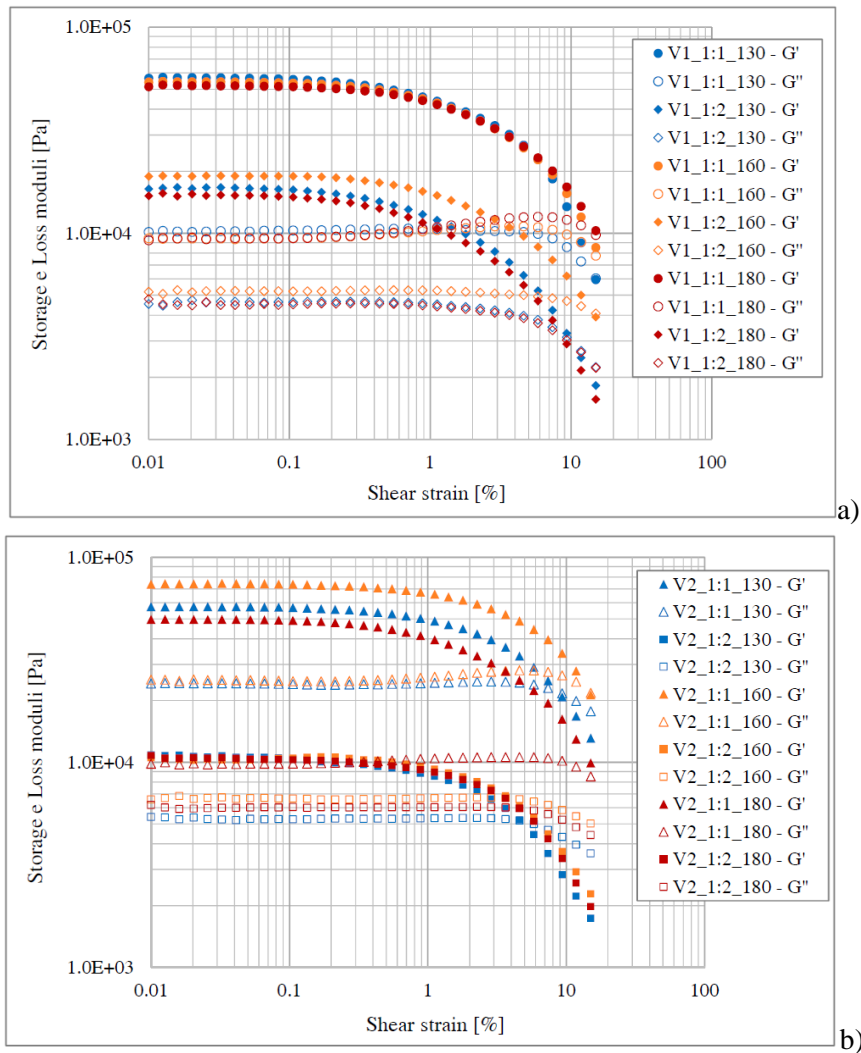 1.0E+05
1.0E+04
1.0E+03
Storage e Loss moduli [Pa]
0.01 0.1 1 10 100
Shear strain [%]
V1_1:1_130 - G'
V1_1:1_130 - G"
V1_1:2_130 - G'
V1_1:2_130 - G"
V1_1:1_160 - G'
V1_1:1_160 - G"
V1_1:2_160 - G'
V1_1:2_160 - G"
V1_1:1_180 - G'
V1_1:1_180 - G"
V1_1:2_180 - G'
V1_1:2_180 - G"
a)
1.0E+05
1.0E+04
1.0E+03
Storage e Loss moduli [Pa]
0.01 0.1 1 10 100
Shear strain [%]
V2_1:1_130 - G'
V2_1:1_130 - G"
V2_1:2_130 - G'
V2_1:2_130 - G"
V2_1:1_160 - G'
V2_1:1_160 - G"
V2_1:2_160 - G'
V2_1:2_160 - G"
V2_1:1_180 - G'
V2_1:1_180 - G"
V2_1:2_180 - G'
V2_1:2_180 - G"
b)